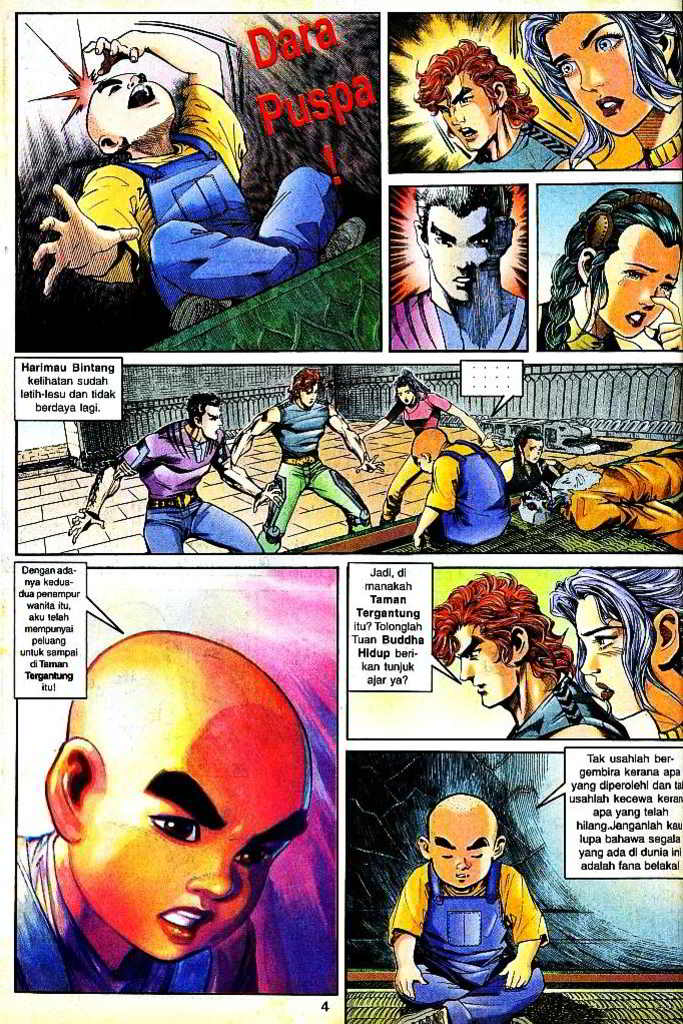 Dara
Puspa
!
Harimau Bintang
kelihatan sudah
letih-lesu dan tidak
berdaya lagi.
Dengan ada-
nya kedua-
dua penampur
wanita itu,
aku telah
mempunyai
peluang
untuk sampai
di Taman
Tergantung
itu!
Jadi, di
manakah
Taman
Tergantung
itu? Tolonglah
Tuan Buddha
Hidup beri-
kan tunjuk
ajar ya?
Tak usahlah ber-
gembira kerana apa
yang diperolehi dan tak
usahlah kecewa keran
apa yang telah
hilang.Janganlah kau
lupa bahawa segala
yang ada di dunia ini
adalah fana belaka!
4